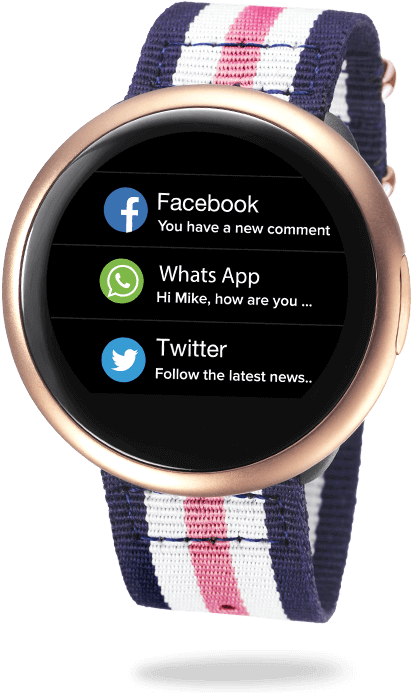 Facebook
You have a new comment
Whats App
Hi Mike, how are you ...
Twitter
Follow the latest news..